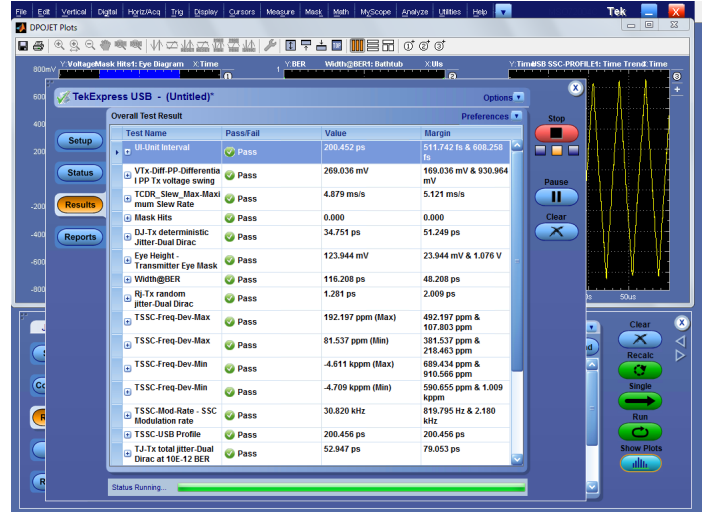 File Edit Vertical Digital Horiz/Acq Trig Display Cursors Measure Mask Math MyScope Analyze Utilities Help Tek
DPOJET Plots
Y:VoltageMask Hits1: Eye Diagram X:Time
Y:BER Width@BER1: Bathtub X:UIs
800mV
1
600
400
200
-200
-400
-600
-800
50us
TekExpress USB - (Untitled)*
Options
Overall Test Result
Preferences
Setup
Status
Results
Reports
Test Name Pass/Fail Value Margin
UI-Unit Interval Pass 200.452 ps 511.742 fs & 608.258
fs
VTx-Diff-PP-Differentia Pass 269.036 mV 169.036 mV & 930.964
TPP Tx voltage swing mV
TCDR_Slew_Max-Maxi Pass 4.879 ms/s 5.121 ms/s
mum Slew Rate
Mask Hits Pass 0.000 0.000
DJ-Tx deterministic Pass 34.751 ps 51.249 ps
Jitter-Dual Dirac
Eye Height - Pass 123.944 mV 23.944 mV & 1.076 V
Transmitter Eye Mask
Width@BER Pass 116.208 ps 48.208 ps
Rj-Tx random Pass 1.281 ps 2.009 ps
jitter-Dual Dirac
TSSC-Freq-Dev-Max Pass 192.197 ppm (Max) 492.197 ppm &
107.803 ppm
TSSC-Freq-Dev-Max Pass 81.537 ppm (Min) 381.537 ppm &
218.463 ppm
TSSC-Freq-Dev-Min Pass -4.611 kppm (Max) 689.434 ppm &
910.566 ppm
TSSC-Freq-Dev-Min Pass -4.709 kppm (Min) 590.655 ppm & 1.009
kppm
TSSC-Mod-Rate - SSC Pass 30.820 kHz 819.795 Hz & 2.180
Modulation rate kHz
TSSC-USB Profile Pass 200.456 ps 200.456 ps
TJ-Tx total jitter-Dual Pass 52.947 ps 79.053 ps
Dirac at 10E-12 BER
Status Running...
Stop
Pause
Clear
Clear
Recalc
Single
Run
Show Plots